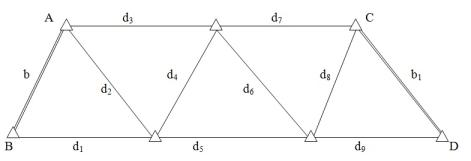 A d₃ d₇ C
b d₂ d₄ d₆ d₈ b₁
B d₁ d₅ d₉ D